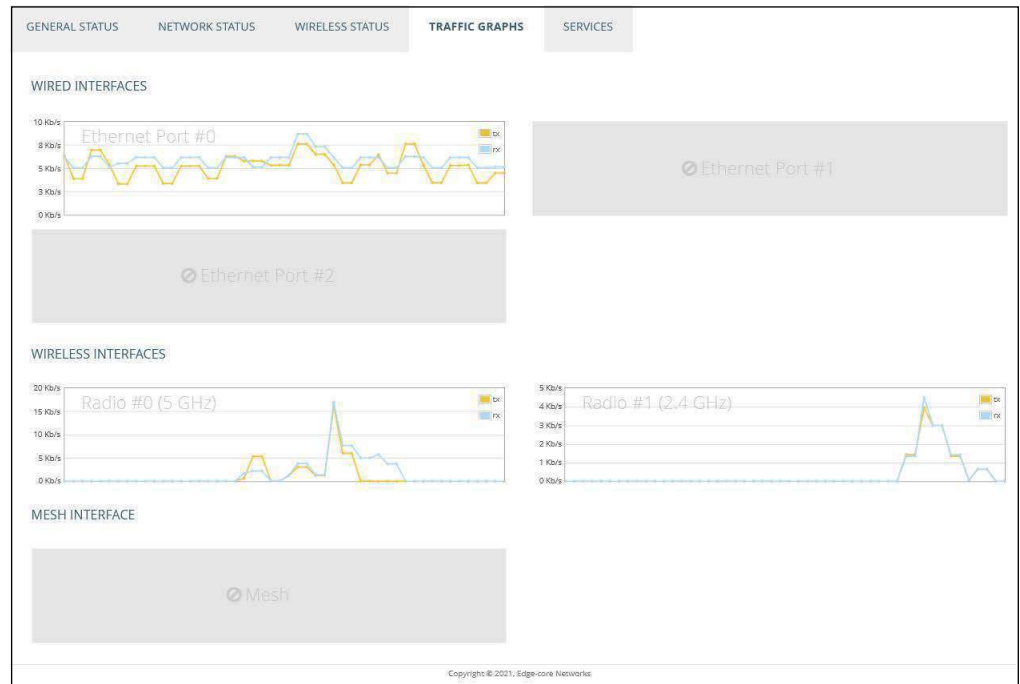 GENERAL STATUS NETWORK STATUS WIRELESS STATUS TRAFFIC GRAPHS SERVICES
WIRED INTERFACES
10 Kb/s
8 Kb/s
5 Kb/s
3 Kb/s
0 Kb/s
Ethernet Port #0
tx
rx
Ethernet Port #1
Ethernet Port #2
WIRELESS INTERFACES
20 Kb/s
15 Kb/s
10 Kb/s
5 Kb/s
0 Kb/s
Radio #0 (5 GHz)
tx
rx
5 Kb/s
4 Kb/s
3 Kb/s
2 Kb/s
1 Kb/s
0 Kb/s
Radio #1 (2.4 GHz)
tx
rx
MESH INTERFACE
Mesh
Copyright © 2021, Edge-core Networks